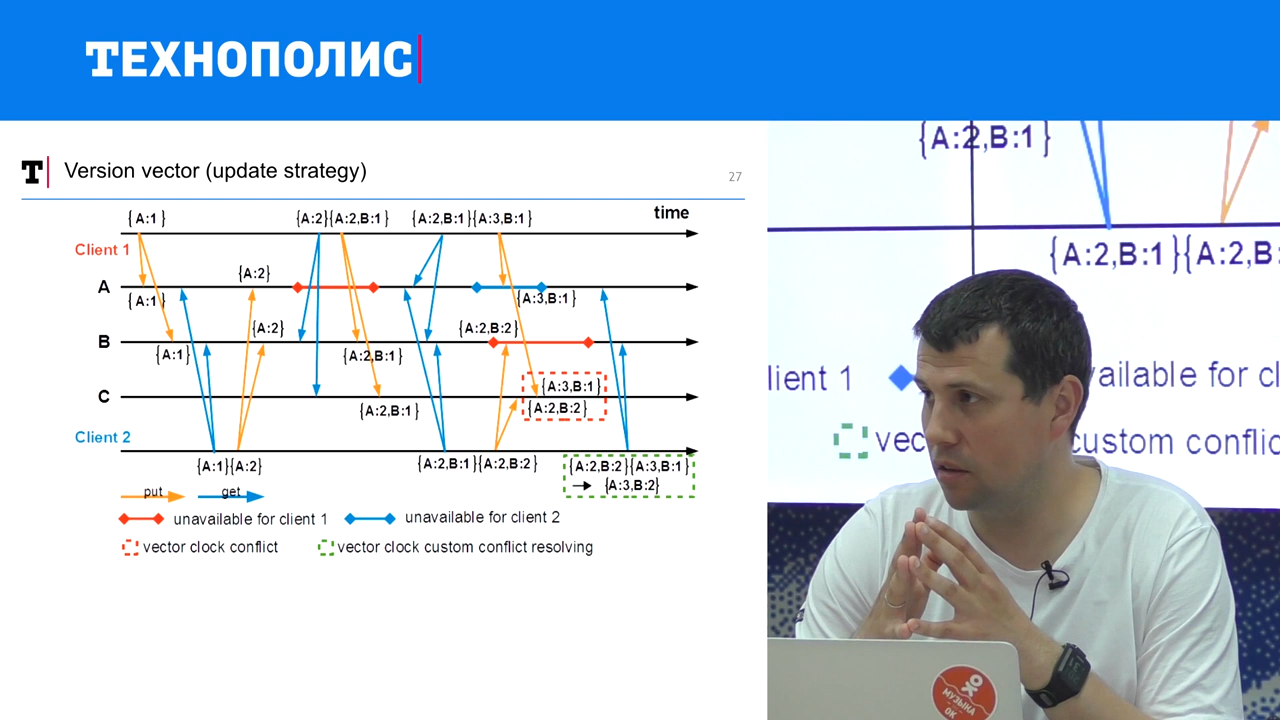 ТЕХНОПОЛИС
T Version vector (update strategy)
27
time
{A:1} {A:2}{A:2,B:1} {A:2,B:1}{A:3,B:1}
Client 1
{A:2}
A
{A:1} {A:3,B:1}
{A:2} {A:2,B:2}
B
{A:1} {A:2,B:1}
{A:3,B:1}
C
{A:2,B:1} {A:2,B:2}
Client 2
{A:1}{A:2} {A:2,B:1}{A:2,B:2} {A:2,B:2}{A:3,B:1}
{A:3,B:2}
put get
unavailable for client 1 unavailable for client 2
vector clock conflict vector clock custom conflict resolving
{A:2,B:1}
{A:2,B:1}{A:2,B:
lient 1 vailable for cl
vec custom conflic
МУЗЫКА
ОК